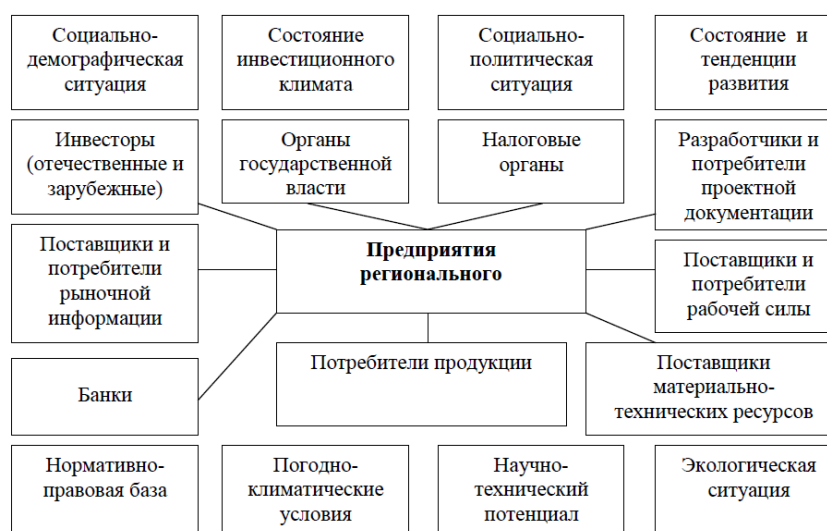 Социально-
демографическая
ситуация
Состояние
инвестиционного
климата
Социально-
политическая
ситуация
Состояние и
тенденции
развития
Инвесторы
(отечественные и
зарубежные)
Органы
государственной
власти
Налоговые
органы
Разработчики и
потребители
проектной
документации
Поставщики и
потребители
рыночной
информации
Предприятия
регионального
Поставщики и
потребители
рабочей силы
Банки
Потребители продукции
Поставщики
материально-
технических ресурсов
Нормативно-
правовая база
Погодно-
климатические
условия
Научно-
технический
потенциал
Экологическая
ситуация